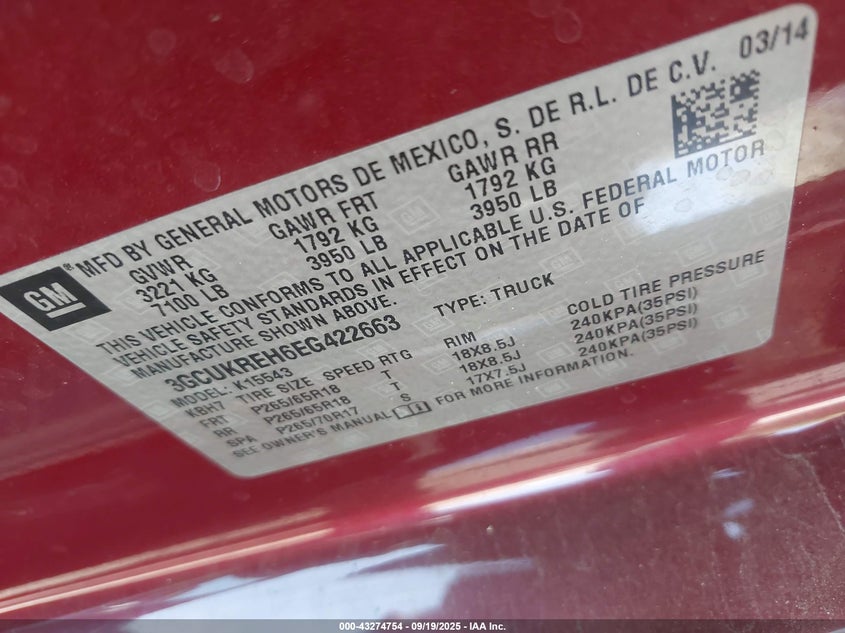 MFD BY GENERAL MOTORS DE MEXICO, S. DE R.L. DE C.V. 03/14
GM ®
GVWR GAWR FRT GAWR RR
3221 KG 1792 KG 1792 KG
7100 LB 3950 LB 3950 LB
THIS VEHICLE CONFORMS TO ALL APPLICABLE U.S. FEDERAL MOTOR
VEHICLE SAFETY STANDARDS IN EFFECT ON THE DATE OF
MANUFACTURE SHOWN ABOVE.
3GCUKREH6EG422663 TYPE: TRUCK
MODEL: K15543
KBH7 TIRE SIZE SPEED RTG RIM COLD TIRE PRESSURE
FRT P265/65R18 T 18X8.5J 240KPA(35PSI)
RR P265/65R18 T 18X8.5J 240KPA(35PSI)
SPA P265/70R17 S 17X7.5J 240KPA(35PSI)
SEE OWNER'S MANUAL FOR MORE INFORMATION.
000-43274754 - 09/19/2025 - IAA Inc.